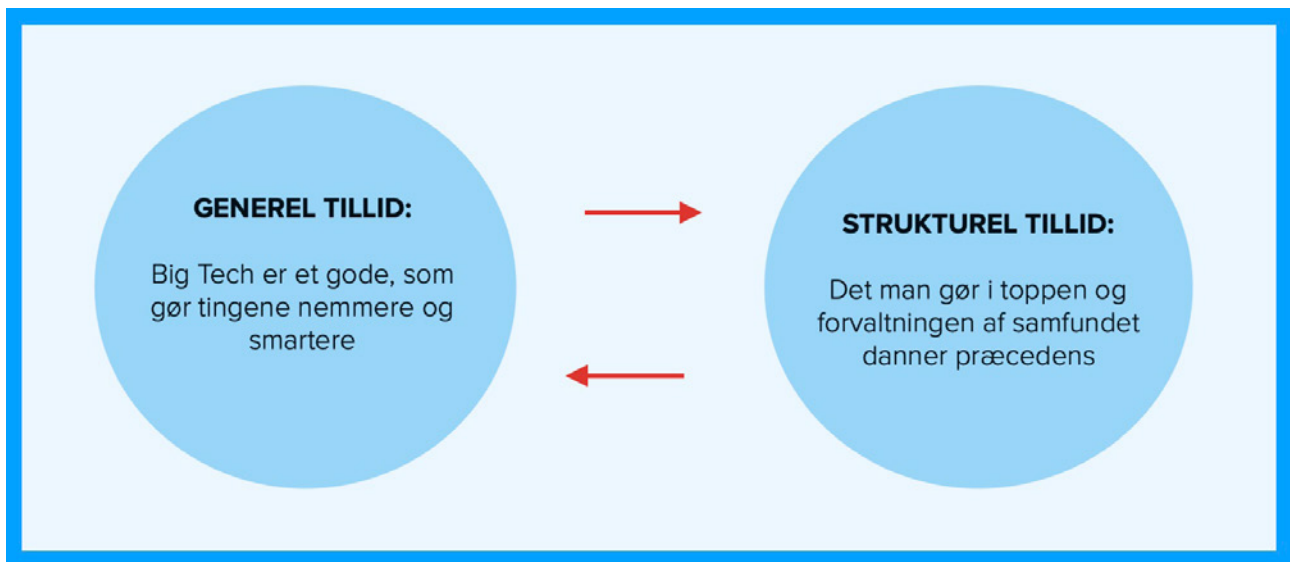 GENEREL TILLID:
Big Tech er et gode, som
gør tingene nemmere og
smartere
STRUKTUREL TILLID:
Det man gør i toppen og
forvaltningen af samfundet
danner præcedens